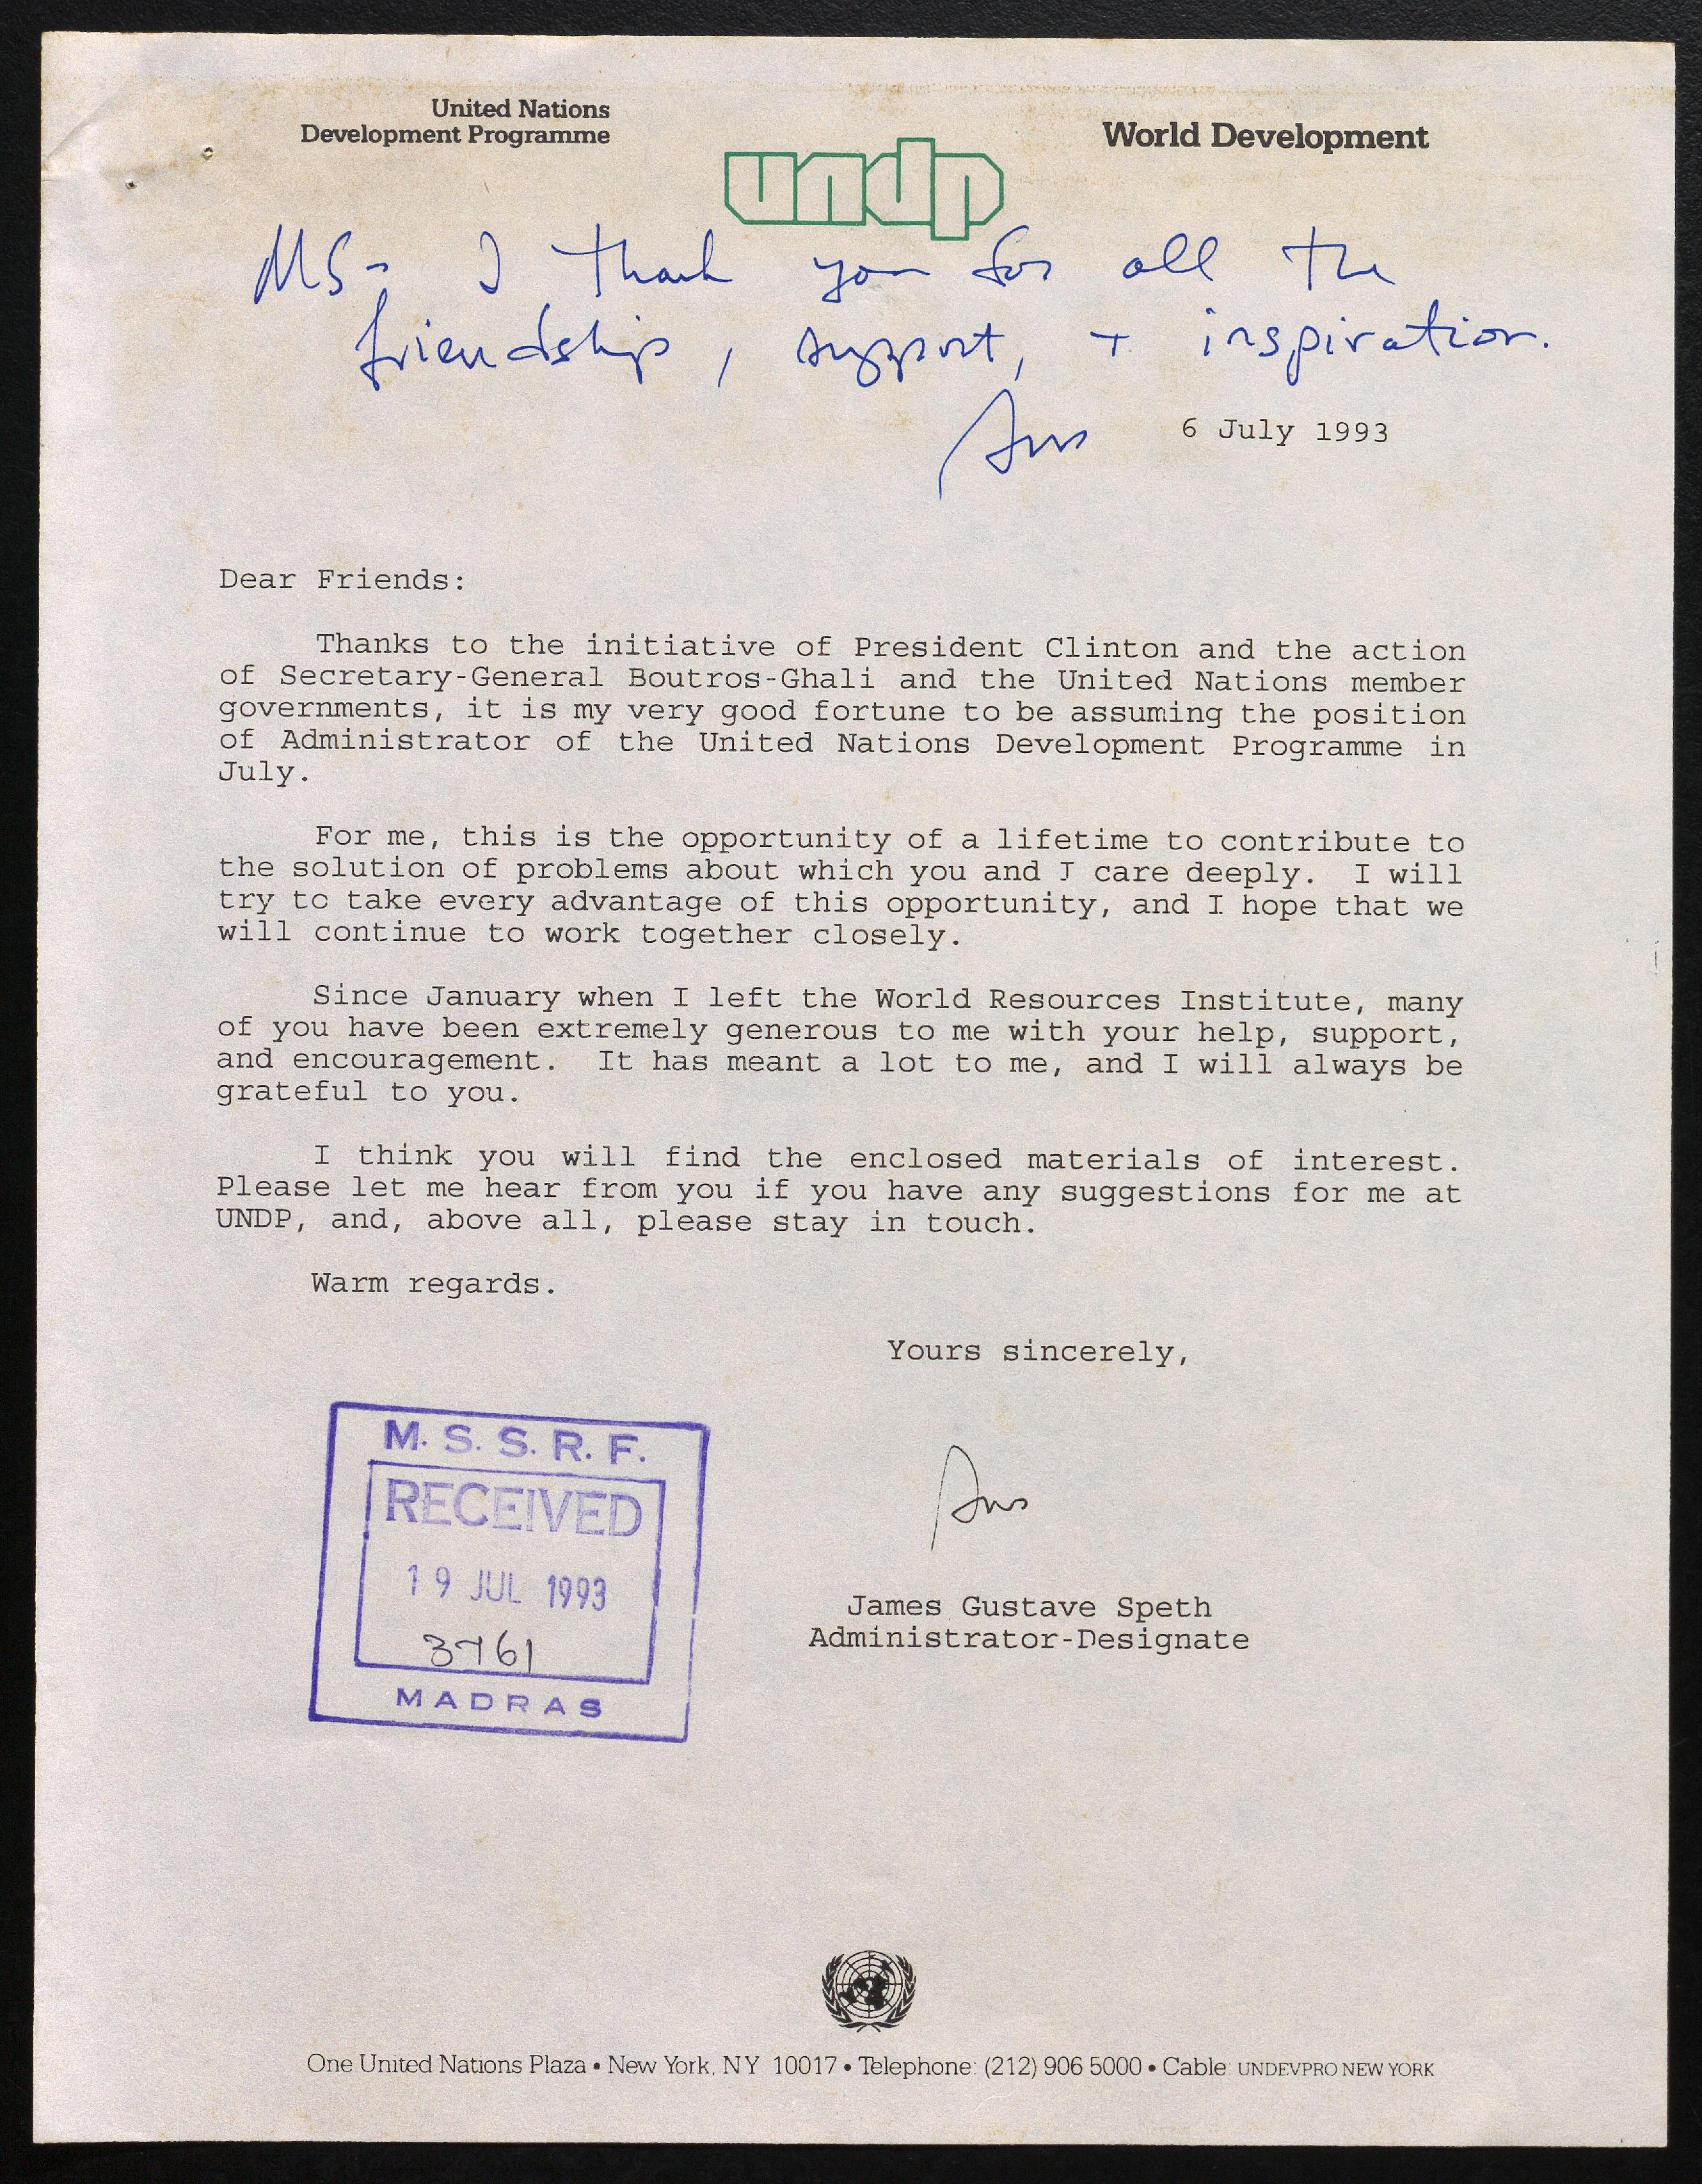 United Nations
Development Programme
World Development
undp
MS - I thank you for all the
friendship, support, + inspiration.
Gus
6 July 1993
Dear Friends:
Thanks to the initiative of President Clinton and the action
of Secretary-General Boutros-Ghali and the United Nations member
governments, it is my very good fortune to be assuming the position
of Administrator of the United Nations Development Programme in
July.
For me, this is the opportunity of a lifetime to contribute to
the solution of problems about which you and I care deeply. I will
try to take every advantage of this opportunity, and I hope that we
will continue to work together closely.
Since January when I left the World Resources Institute, many
of you have been extremely generous to me with your help, support,
and encouragement. It has meant a lot to me, and I will always be
grateful to you.
I think you will find the enclosed materials of interest.
Please let me hear from you if you have any suggestions for me at
UNDP, and, above all, please stay in touch.
Warm regards.
Yours sincerely,
Gus
James Gustave Speth
Administrator-Designate
M. S. S. R. F.
RECEIVED
19 JUL 1993
3761
MADRAS
One United Nations Plaza • New York, NY 10017 • Telephone: (212) 906 5000 • Cable: UNDEVPRO NEW YORK